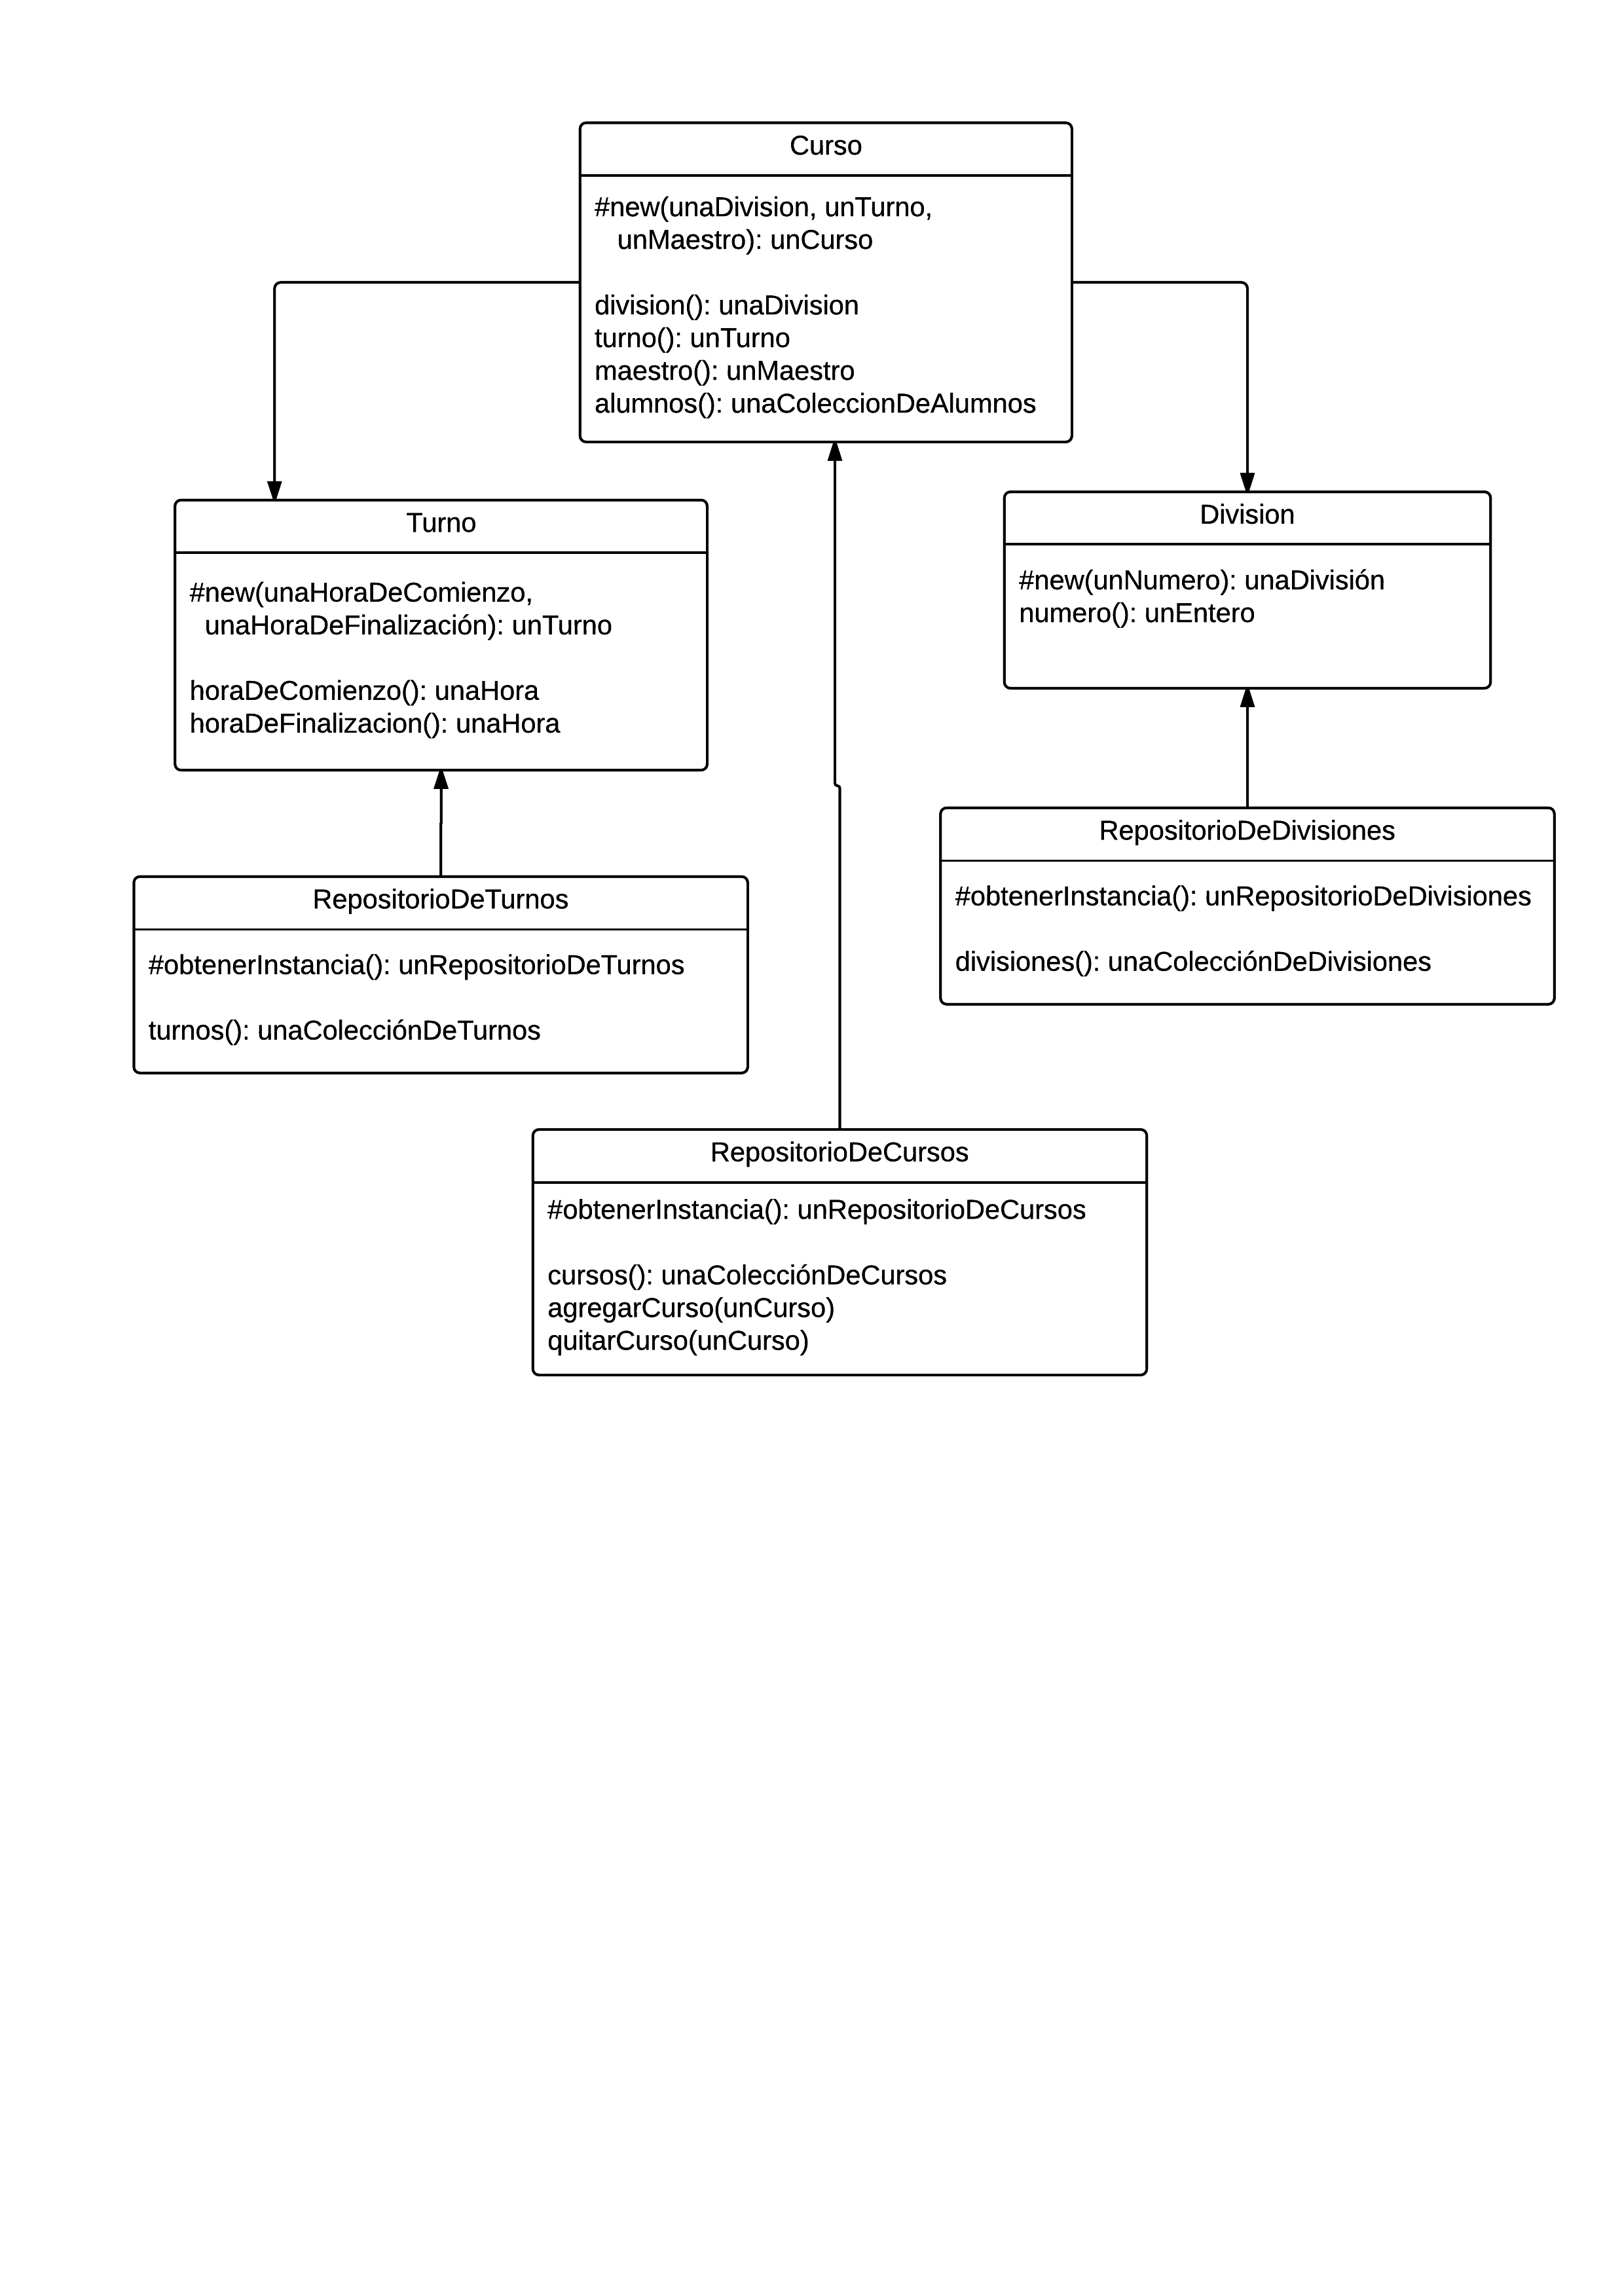 Curso
#new(unaDivision, unTurno,
unMaestro): unCurso
division(): unaDivision
turno(): unTurno
maestro(): unMaestro
alumnos(): unaColeccionDeAlumnos
Turno
#new(unaHoraDeComienzo,
unaHoraDeFinalización): unTurno
horaDeComienzo(): unaHora
horaDeFinalizacion(): unaHora
Division
#new(unNumero): unaDivisión
numero(): unEntero
RepositorioDeTurnos
#obtenerInstancia(): unRepositorioDeTurnos
turnos(): unaColecciónDeTurnos
RepositorioDeDivisiones
#obtenerInstancia(): unRepositorioDeDivisiones
divisiones(): unaColecciónDeDivisiones
RepositorioDeCursos
#obtenerInstancia(): unRepositorioDeCursos
cursos(): unaColecciónDeCursos
agregarCurso(unCurso)
quitarCurso(unCurso)